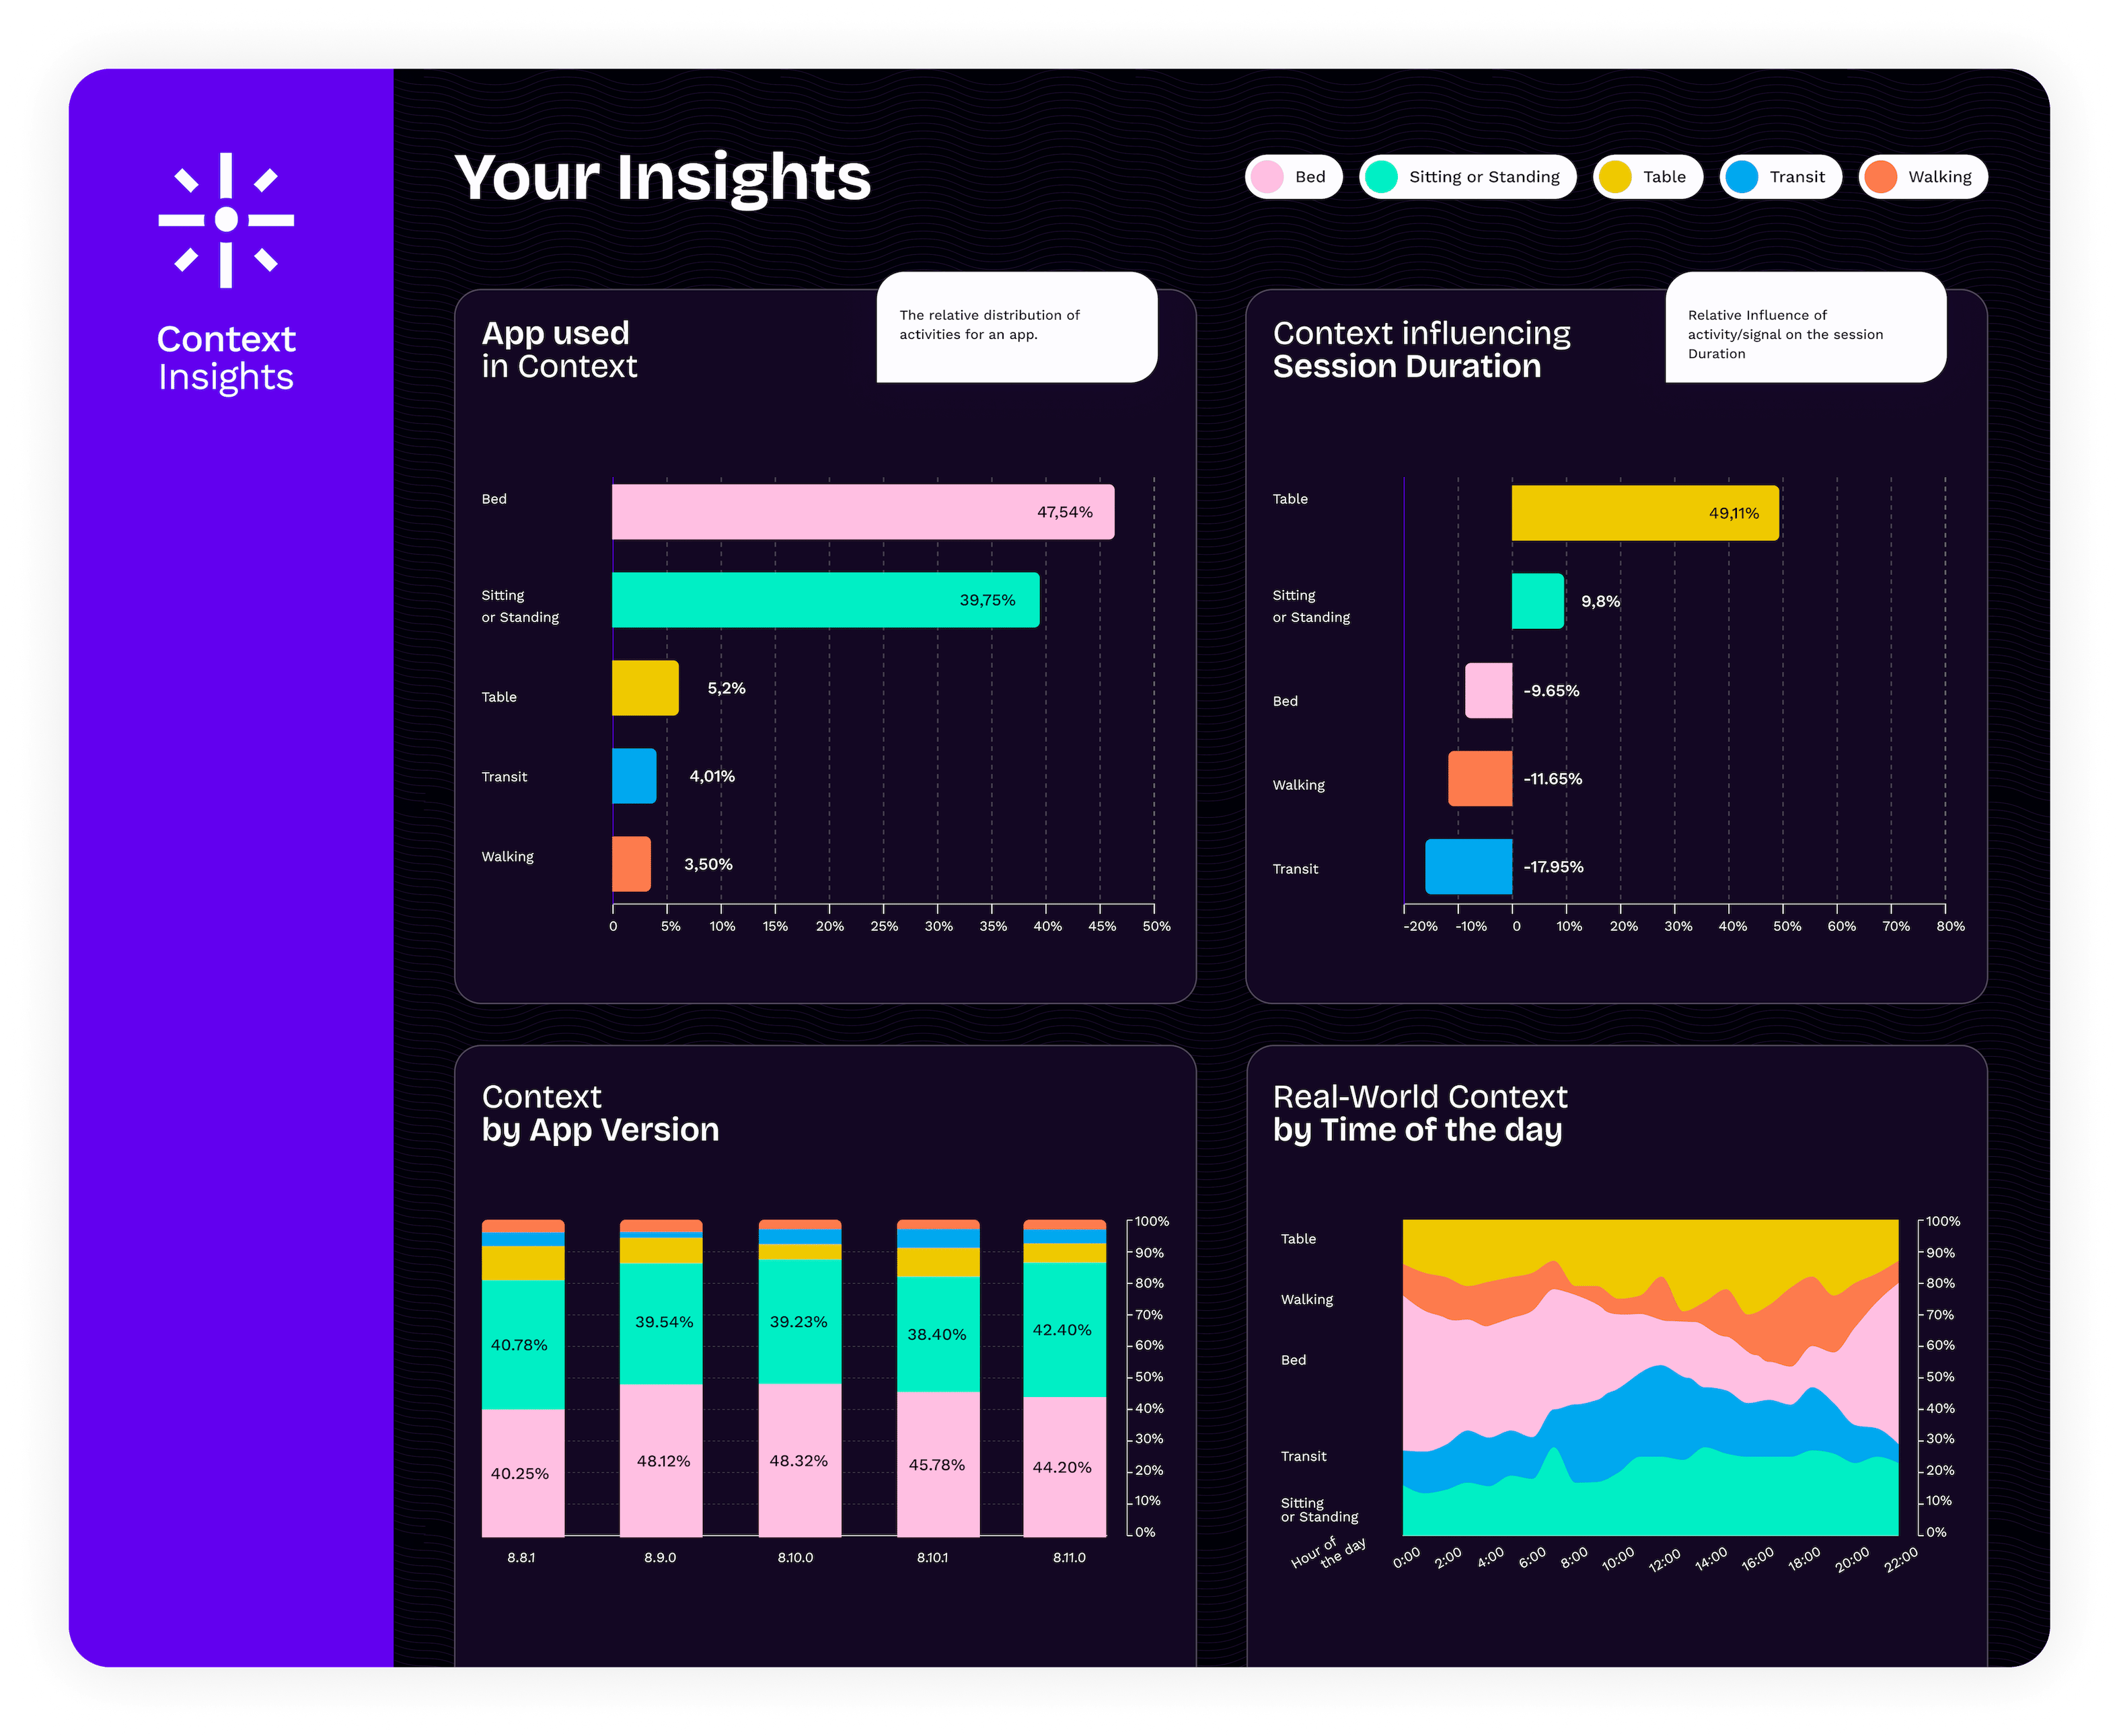 Context
Insights
Your Insights
Bed
Sitting or Standing
Table
Transit
Walking
App used
in Context
The relative distribution of
activities for an app.
Bed
47,54%
Sitting
or Standing
39,75%
Table
5,2%
Transit
4,01%
Walking
3,50%
0 5% 10% 15% 20% 25% 30% 35% 40% 45% 50%
Context influencing
Session Duration
Relative Influence of
activity/signal on the session
Duration
Table
49,11%
Sitting
or Standing
9,8%
Bed
-9.65%
Walking
-11.65%
Transit
-17.95%
-20% -10% 0 10% 20% 30% 40% 50% 60% 70% 80%
Context
by App Version
40.78%
39.54%
39.23%
38.40%
42.40%
40.25%
48.12%
48.32%
45.78%
44.20%
100%
90%
80%
70%
60%
50%
40%
30%
20%
10%
0%
8.8.1 8.9.0 8.10.0 8.10.1 8.11.0
Real-World Context
by Time of the day
Table
Walking
Bed
Transit
Sitting
or Standing
100%
90%
80%
70%
60%
50%
40%
30%
20%
10%
0%
Hour of
the day
0:00 2:00 4:00 6:00 8:00 10:00 12:00 14:00 16:00 18:00 20:00 22:00